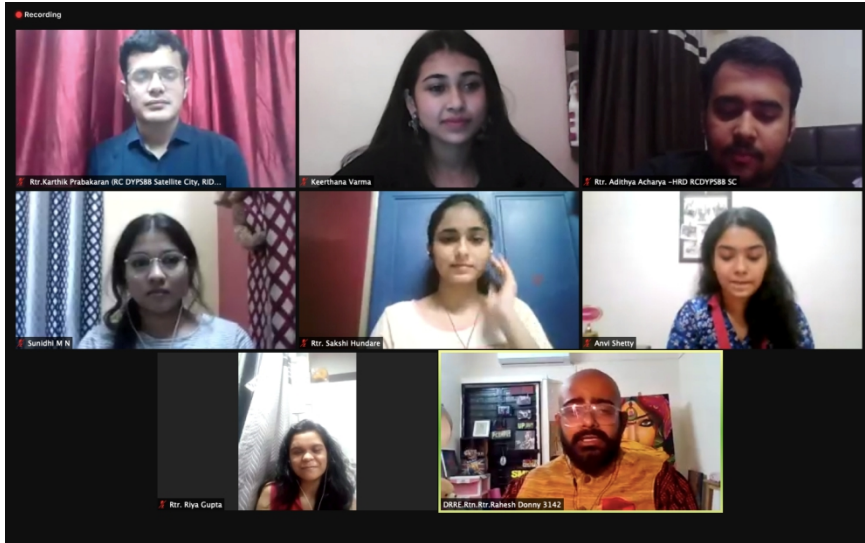 Recording
Rtr.Karthik Prabakaran (RC DYPSBB Satellite City, RID...
Keerthana Varma
Rtr. Adithya Acharya -HRD RCDYPSBB SC
Sunidhi M N
Rtr. Sakshi Hundare
Anvi Shetty
Rtr. Riya Gupta
DRRE.Rtn.Rtr.Rahesh Donny 3142